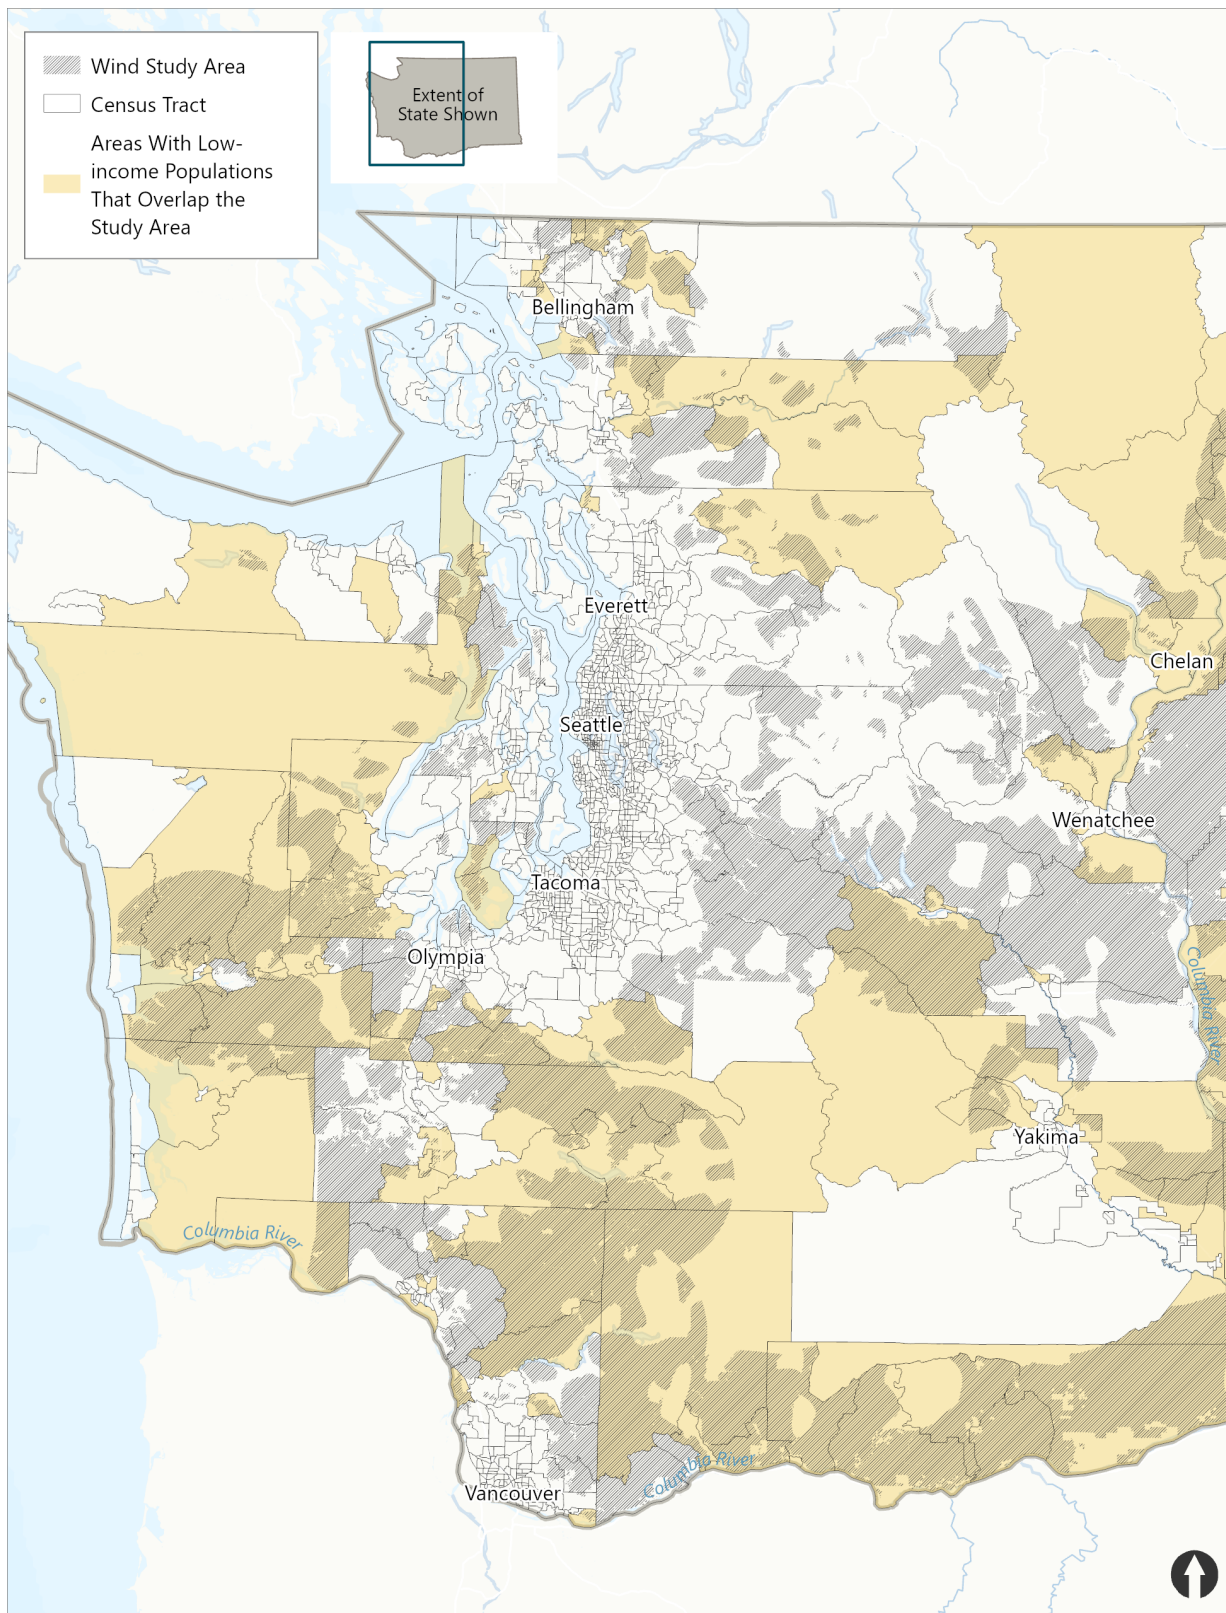 Wind Study Area
Census Tract
Areas With Low-
income Populations
That Overlap the
Study Area
Extent of
State Shown
Bellingham
Everett
Chelan
Seattle
Wenatchee
Tacoma
Olympia
Columbia River
Yakima
Columbia River
Columbia River
Vancouver